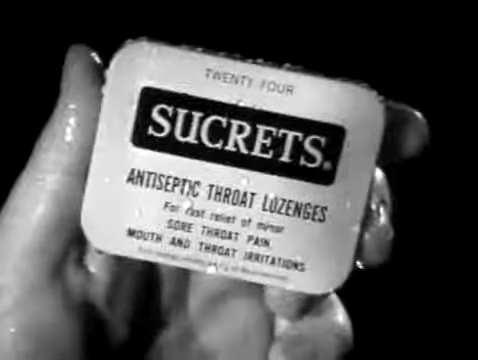 TWENTY-FOUR
SUCRETS®
ANTISEPTIC THROAT LOZENGES
For fast relief of minor
SORE THROAT PAIN
MOUTH AND THROAT IRRITATIONS